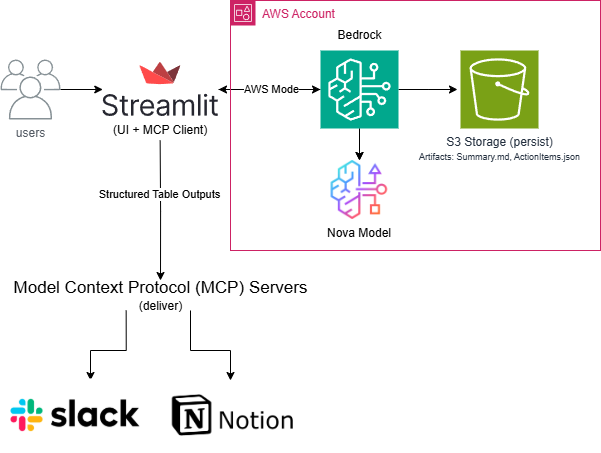 AWS Account
Bedrock
users
Streamlit
(UI + MCP Client)
AWS Mode
S3 Storage (persist)
Artifacts: Summary.md, ActionItems.json
Structured Table Outputs
Nova Model
Model Context Protocol (MCP) Servers
(deliver)
slack
N
Notion